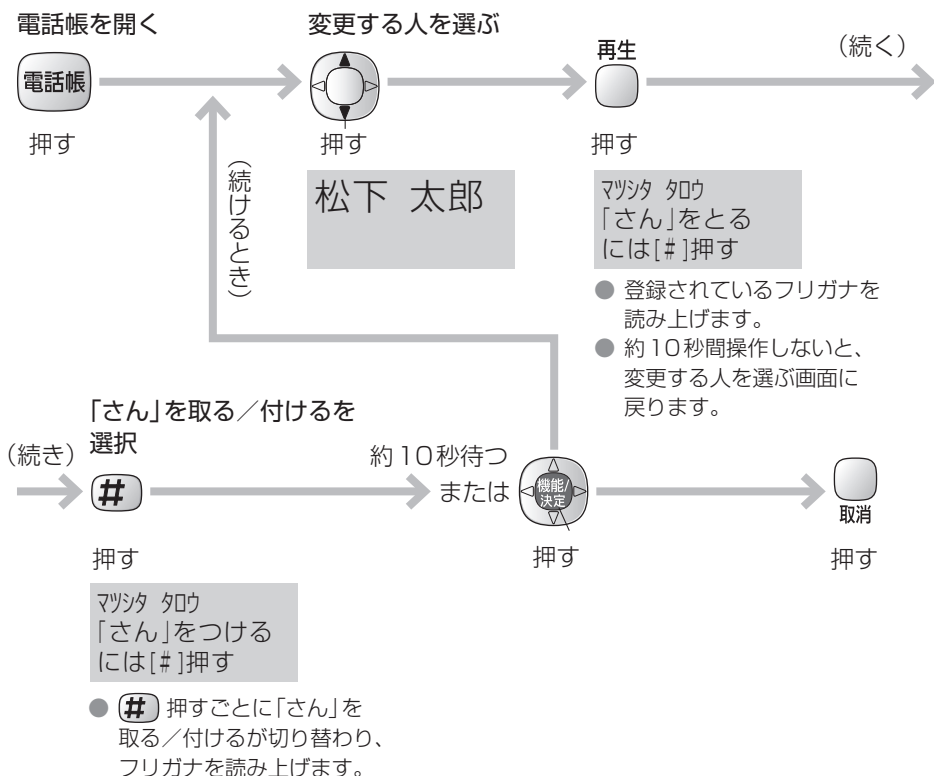 電話帳を開く
電話帳
押す
変更する人を選ぶ
押す
松下 太郎
再生
押す
(続く)
ﾏﾂｼﾀ ﾀﾛｳ
「さん」をとる
には[#]押す
● 登録されているフリガナを
読み上げます。
● 約10秒間操作しないと、
変更する人を選ぶ画面に
戻ります。
(続けるとき)
(続き)
「さん」を取る/付けるを
選択
#
押す
ﾏﾂｼﾀ ﾀﾛｳ
「さん」をつける
には[#]押す
● # 押すごとに「さん」を
取る/付けるが切り替わり、
フリガナを読み上げます。
約10秒待つ
または
機能/
決定
押す
取消
押す